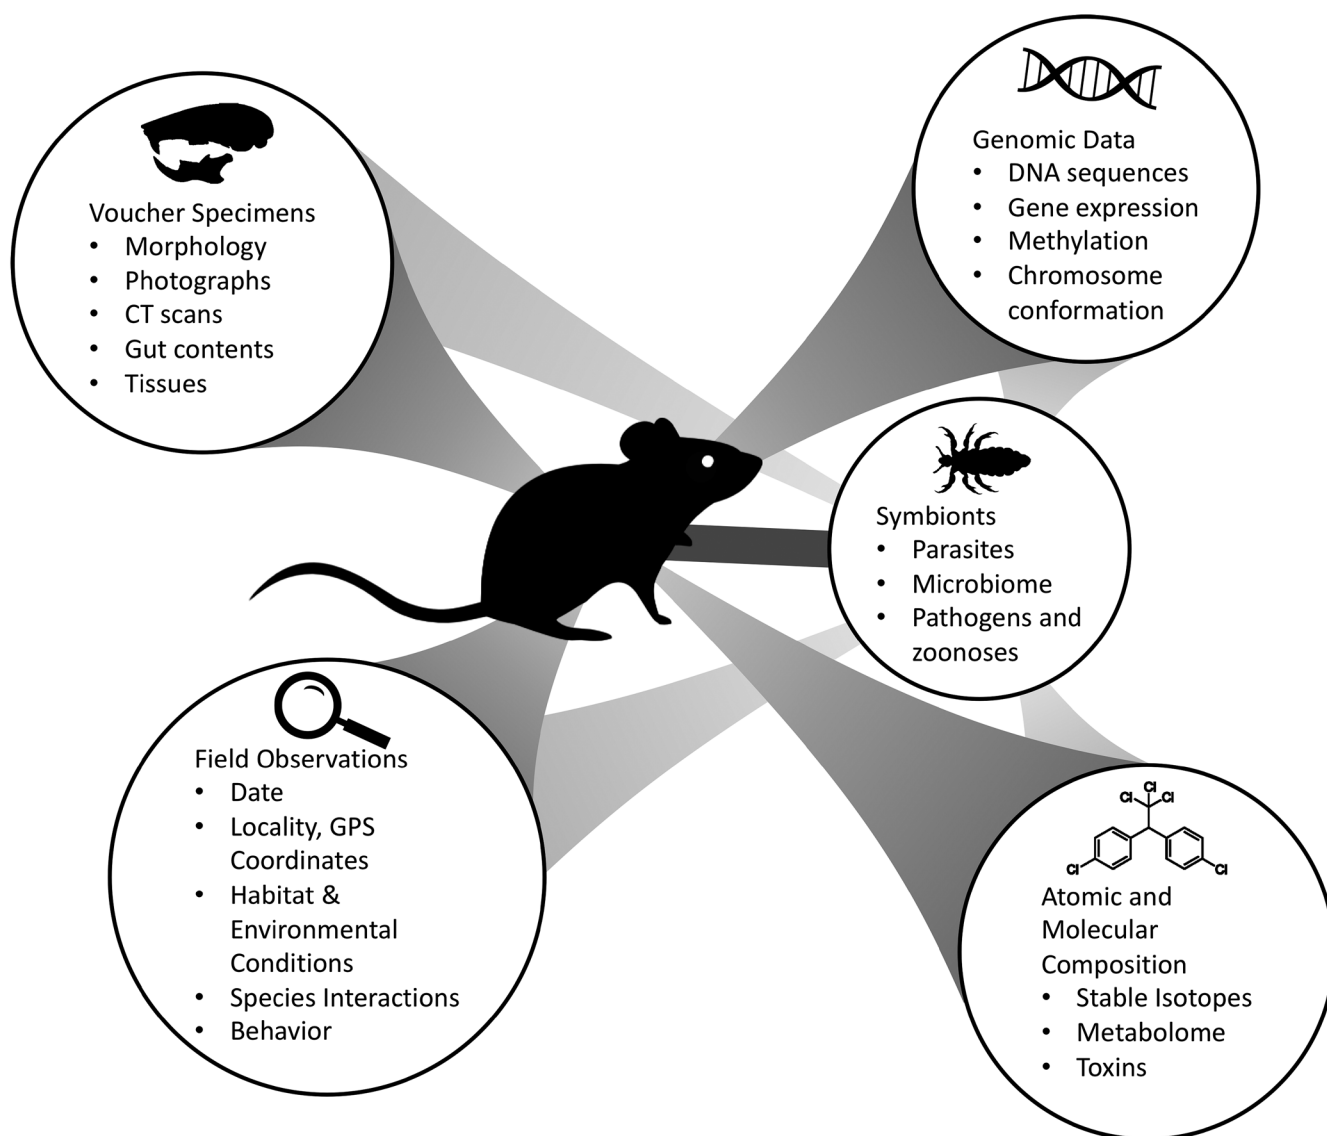 Voucher Specimens
• Morphology
• Photographs
• CT scans
• Gut contents
• Tissues
Genomic Data
• DNA sequences
• Gene expression
• Methylation
• Chromosome
conformation
Symbionts
• Parasites
• Microbiome
• Pathogens and
zoonoses
Field Observations
• Date
• Locality, GPS
Coordinates
• Habitat &
Environmental
Conditions
• Species Interactions
• Behavior
Cl
Cl Cl
Cl Cl
Atomic and
Molecular
Composition
• Stable Isotopes
• Metabolome
• Toxins